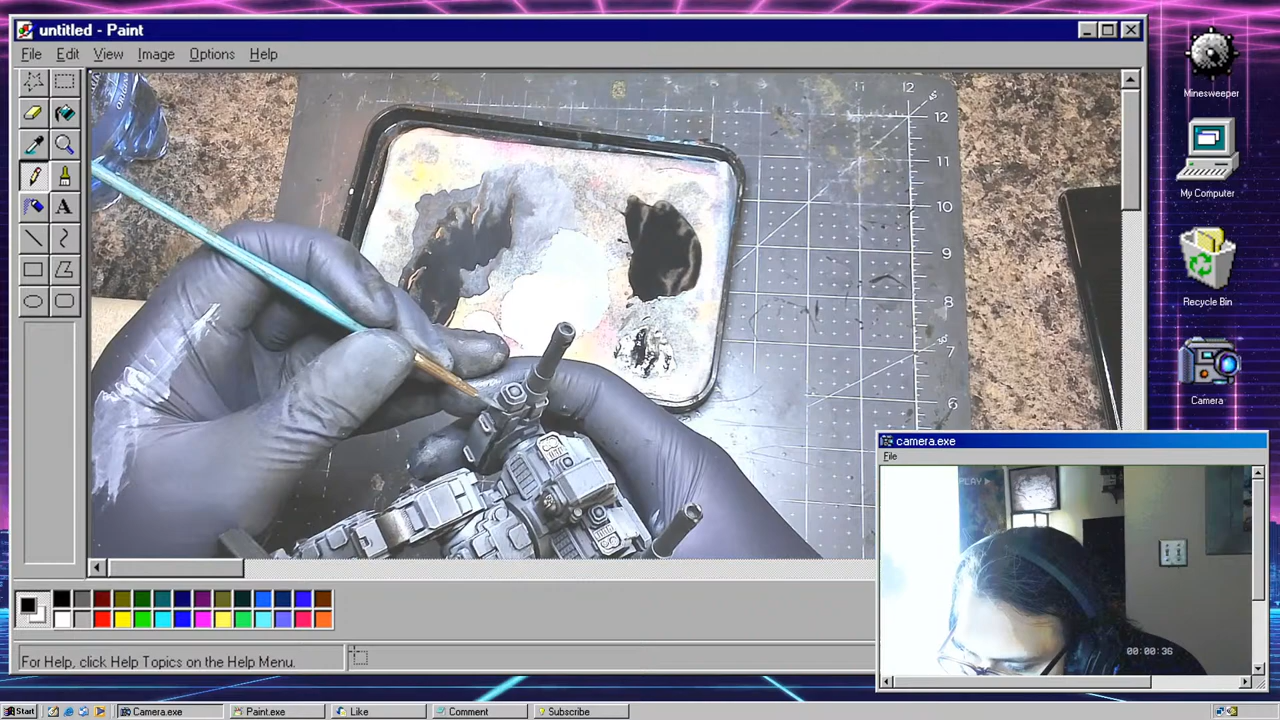 untitled - Paint
File Edit View Image Options Help
12
11
12
11
10
9
8
7
6
Minesweeper
My Computer
Recycle Bin
Camera
camera.exe
File
PLAY
00:00:36
For Help, click Help Topics on the Help Menu.
Start Camera.exe Paint.exe Like Comment Subscribe